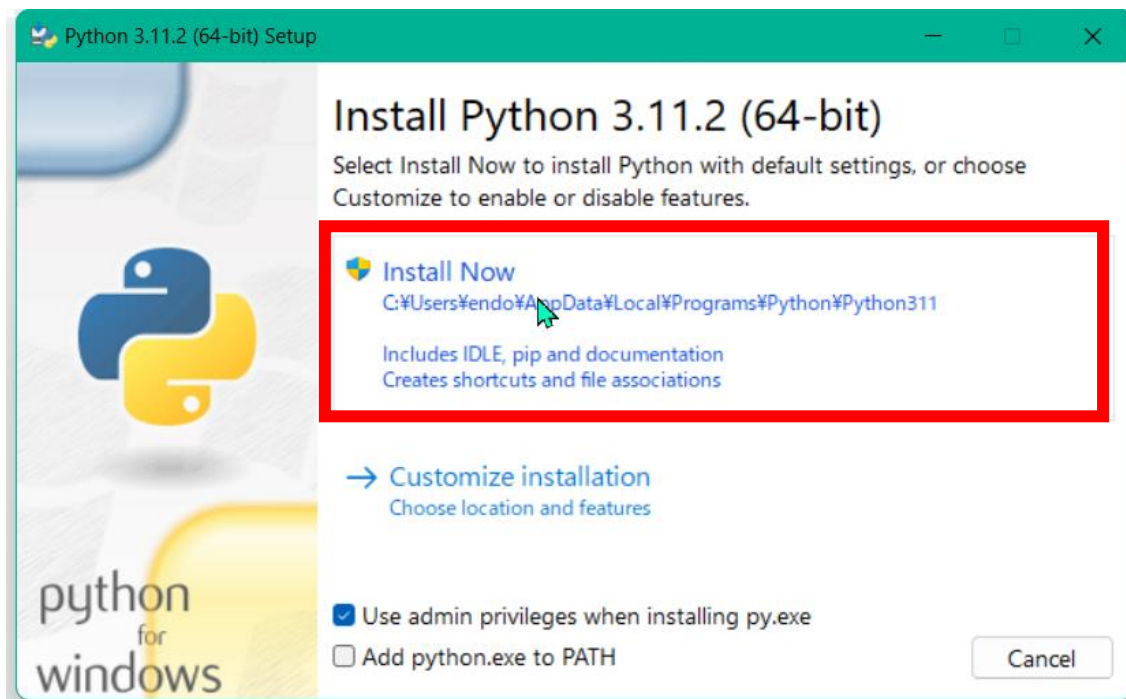 Python 3.11.2 (64-bit) Setup
Install Python 3.11.2 (64-bit)
Select Install Now to install Python with default settings, or choose
Customize to enable or disable features.
Install Now
C:¥Users¥endo¥AppData¥Local¥Programs¥Python¥Python311
Includes IDLE, pip and documentation
Creates shortcuts and file associations
Customize installation
Choose location and features
python
for
windows
Use admin privileges when installing py.exe
Add python.exe to PATH
Cancel